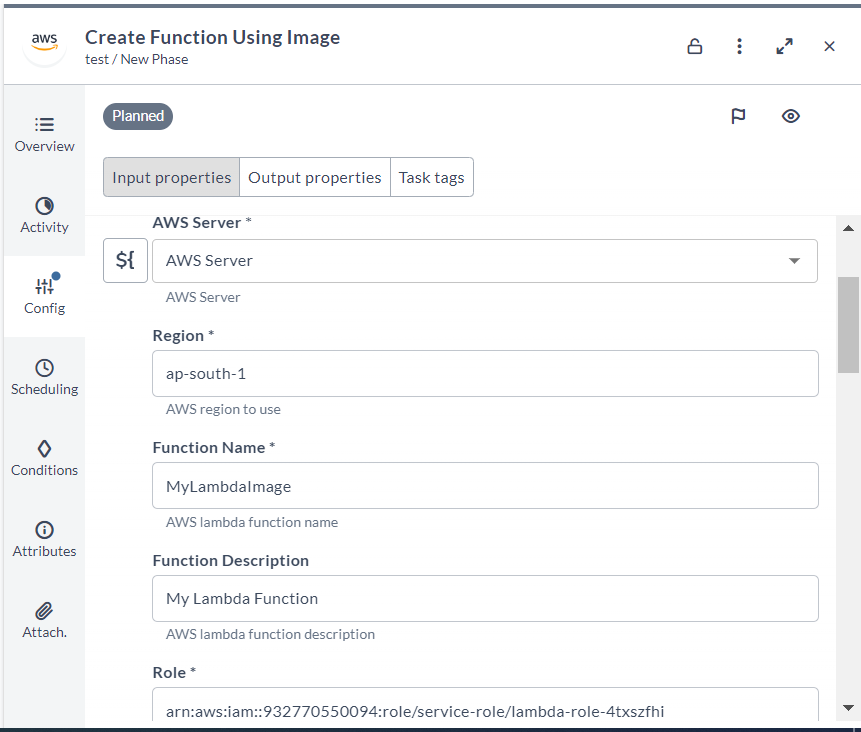 aws
Create Function Using Image
test / New Phase
Planned
Overview
Activity
Config
Scheduling
Conditions
Attributes
Attach.
Input properties
Output properties
Task tags
AWS Server *
${
AWS Server
AWS Server
Region *
ap-south-1
AWS region to use
Function Name *
MyLambdaImage
AWS lambda function name
Function Description
My Lambda Function
AWS lambda function description
Role *
arn:aws:iam::932770550094:role/service-role/lambda-role-4txszfhi